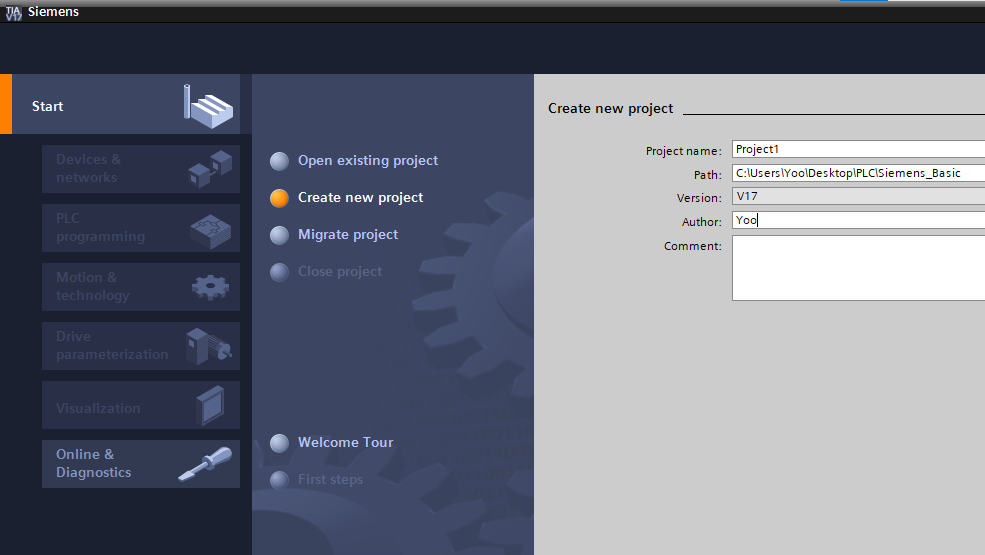 TIA
V17
Siemens
Start
Devices &
networks
PLC
programming
Motion &
technology
Drive
parameterization
Visualization
Online &
Diagnostics
Open existing project
Create new project
Migrate project
Close project
Welcome Tour
First steps
Create new project
Project name: Project1
Path: C:\Users\Yoo\Desktop\PLC\Siemens_Basic
Version: V17
Author: Yoo
Comment: